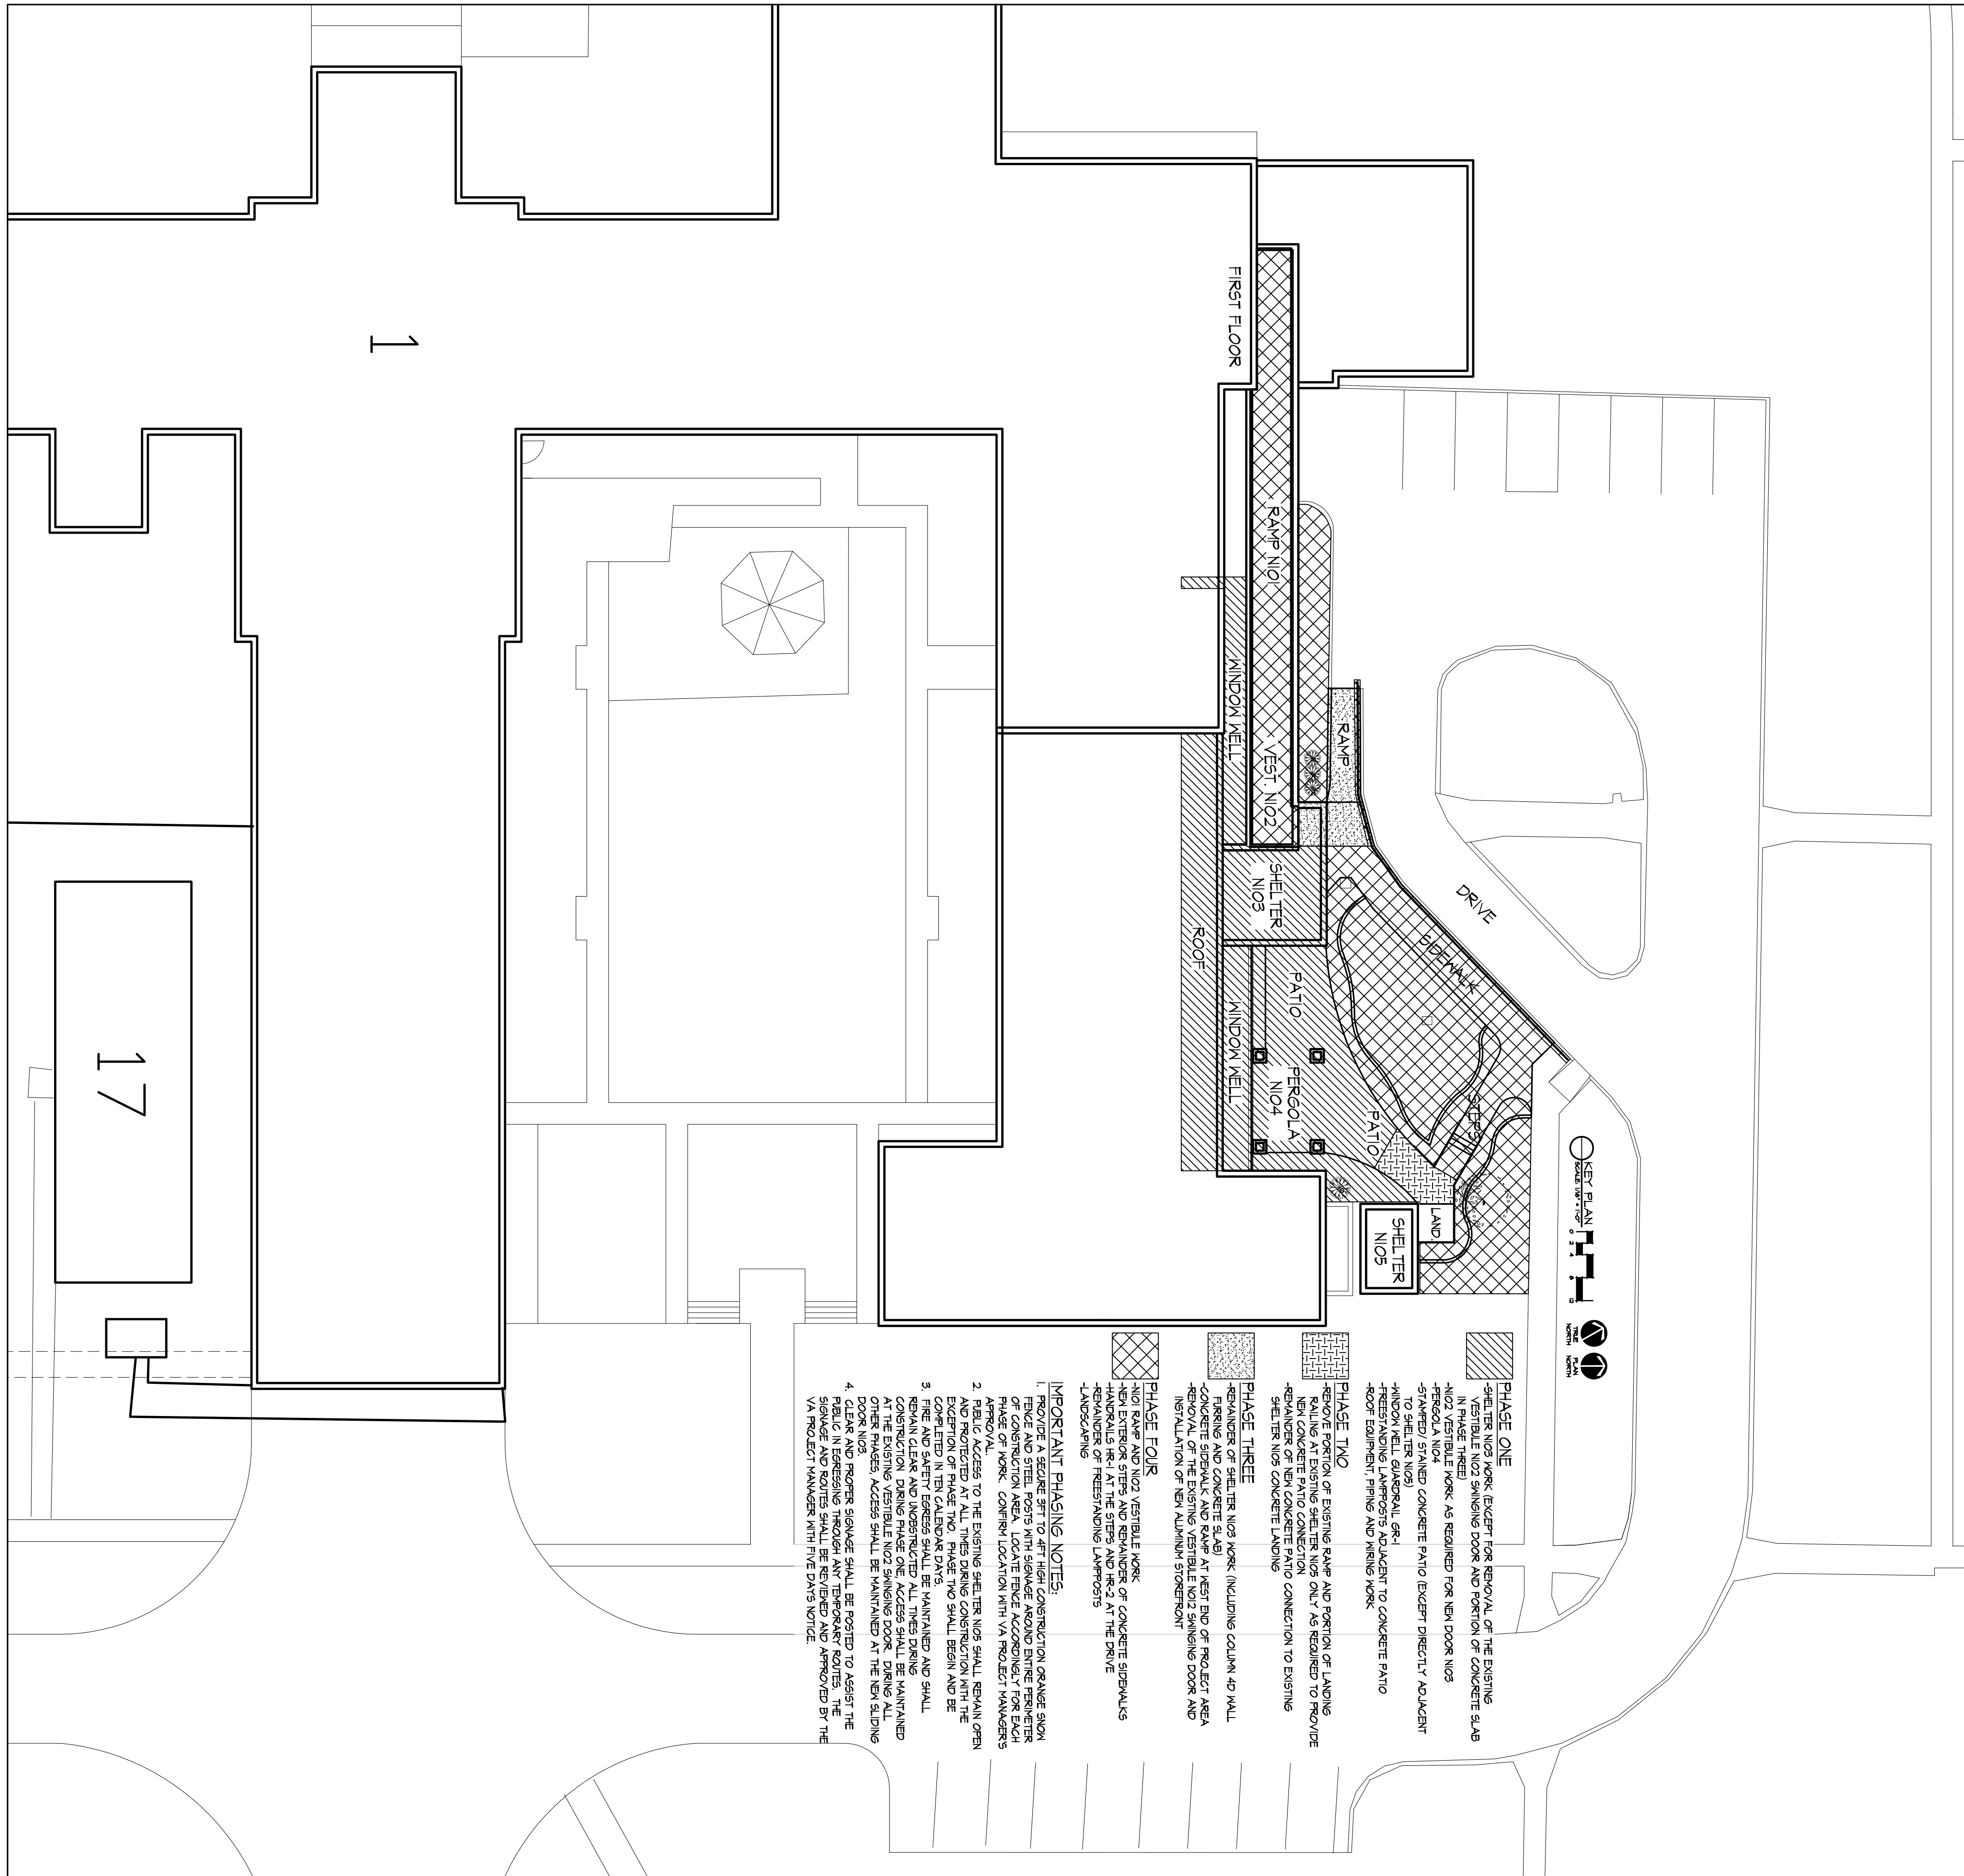 KEY PLAN
SCALE: 1/16" = 1'-0"
0 2 4 8 12
TRUE
NORTH
PLAN
NORTH
DRIVE
SIDEWALK
STEPS
LAND.
SHELTER
N105
RAMP
PATIO
PATIO
PERGOLA
N104
SHELTER
N103
RAMP N101
VEST. N102
WINDOW WELL
WINDOW WELL
ROOF
FIRST FLOOR
1
17
PHASE ONE
-SHELTER N103 WORK (EXCEPT FOR REMOVAL OF THE EXISTING
VESTIBULE N102 SWINGING DOOR AND PORTION OF CONCRETE SLAB
IN PHASE THREE)
-N102 VESTIBULE WORK AS REQUIRED FOR NEW DOOR N103
-PERGOLA N104
-STAMPED/ STAINED CONCRETE PATIO (EXCEPT DIRECTLY ADJACENT
TO SHELTER N105)
-WINDOW WELL GUARDRAIL GR-1
-FREESTANDING LAMPPOSTS ADJACENT TO CONCRETE PATIO
-ROOF EQUIPMENT, PIPING AND WIRING WORK
PHASE TWO
-REMOVE PORTION OF EXISTING RAMP AND PORTION OF LANDING
RAILING AT EXISTING SHELTER N105 ONLY AS REQUIRED TO PROVIDE
NEW CONCRETE PATIO CONNECTION
-REMAINDER OF NEW CONCRETE PATIO CONNECTION TO EXISTING
SHELTER N105 CONCRETE LANDING
PHASE THREE
-REMAINDER OF SHELTER N103 WORK (INCLUDING COLUMN 4D WALL
FURRING AND CONCRETE SLAB)
-CONCRETE SIDEWALK AND RAMP AT WEST END OF PROJECT AREA
-REMOVAL OF THE EXISTING VESTIBULE N012 SWINGING DOOR AND
INSTALLATION OF NEW ALUMINUM STOREFRONT
PHASE FOUR
-N101 RAMP AND N102 VESTIBULE WORK
-NEW EXTERIOR STEPS AND REMAINDER OF CONCRETE SIDEWALKS
-HANDRAILS HR-1 AT THE STEPS AND HR-2 AT THE DRIVE
-REMAINDER OF FREESTANDING LAMPPOSTS
-LANDSCAPING
IMPORTANT PHASING NOTES:
1. PROVIDE A SECURE 3FT TO 4FT HIGH CONSTRUCTION ORANGE SNOW
FENCE AND STEEL POSTS WITH SIGNAGE AROUND ENTIRE PERIMETER
OF CONSTRUCTION AREA. LOCATE FENCE ACCORDINGLY FOR EACH
PHASE OF WORK. CONFIRM LOCATION WITH VA PROJECT MANAGER'S
APPROVAL.
2. PUBLIC ACCESS TO THE EXISTING SHELTER N105 SHALL REMAIN OPEN
AND PROTECTED AT ALL TIMES DURING CONSTRUCTION WITH THE
EXCEPTION OF PHASE TWO. PHASE TWO SHALL BEGIN AND BE
COMPLETED IN TEN CALENDAR DAYS.
3. FIRE AND SAFETY EGRESS SHALL BE MAINTAINED AND SHALL
REMAIN CLEAR AND UNOBSTRUCTED ALL TIMES DURING
CONSTRUCTION. DURING PHASE ONE, ACCESS SHALL BE MAINTAINED
AT THE EXISTING VESTIBULE N102 SWINGING DOOR. DURING ALL
OTHER PHASES, ACCESS SHALL BE MAINTAINED AT THE NEW SLIDING
DOOR N103.
4. CLEAR AND PROPER SIGNAGE SHALL BE POSTED TO ASSIST THE
PUBLIC IN EGRESSING THROUGH ANY TEMPORARY ROUTES. THE
SIGNAGE AND ROUTES SHALL BE REVIEWED AND APPROVED BY THE
VA PROJECT MANAGER WITH FIVE DAYS NOTICE.